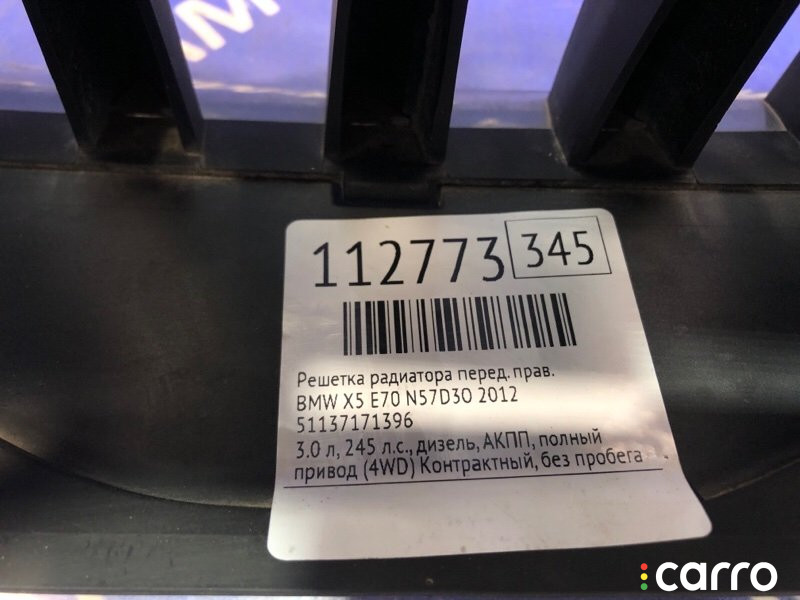 112773 345
Решетка радиатора перед. прав.
BMW X5 E70 N57D3O 2012
51137171396
3.0 л, 245 л.с., дизель, АКПП, полный
привод (4WD) Контрактный, без пробега
carro